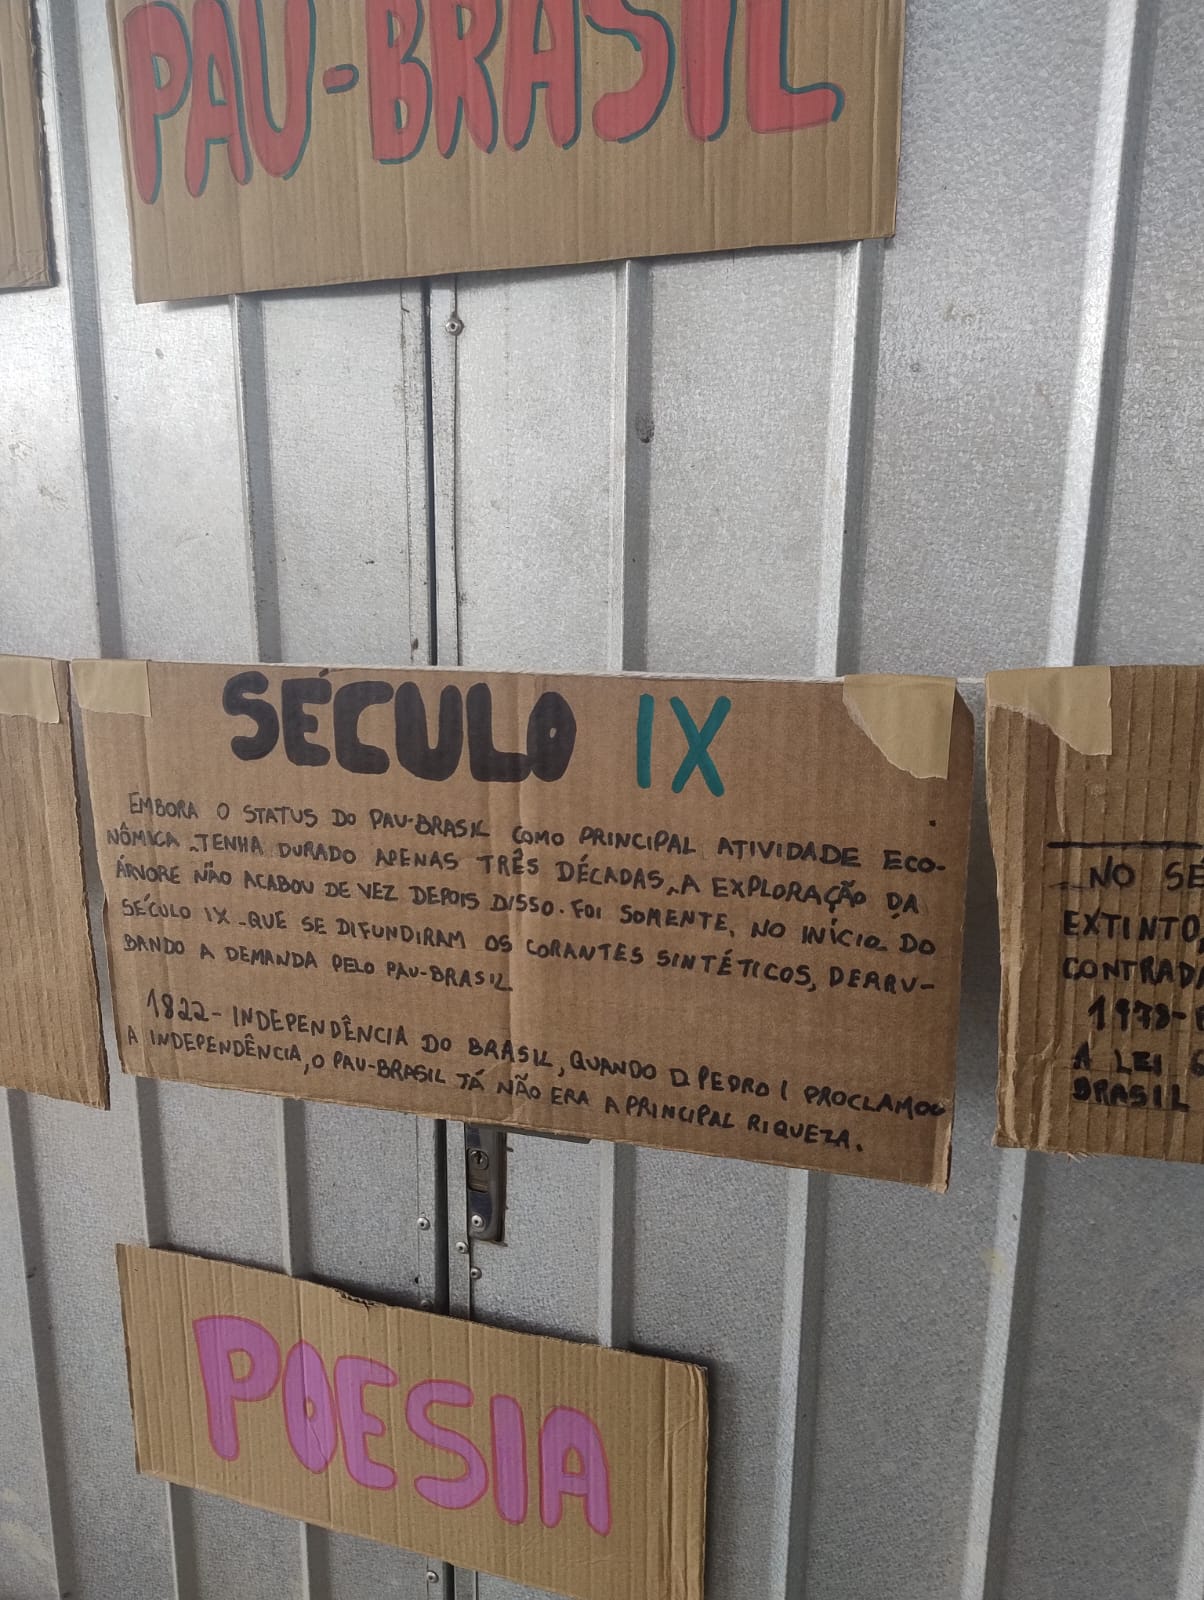 PAU-BRASIL
SÉCULO IX
EMBORA O STATUS DO PAU-BRASIL COMO PRINCIPAL ATIVIDADE ECO-
NÔMICA TENHA DURADO APENAS TRÊS DÉCADAS, A EXPLORAÇÃO DA
ÁRVORE NÃO ACABOU DE VEZ DEPOIS DISSO. FOI SOMENTE, NO INÍCIO DO
SÉCULO IX QUE SE DIFUNDIRAM OS CORANTES SINTÉTICOS, DERRU-
BANDO A DEMANDA PELO PAU-BRASIL
1822- INDEPENDÊNCIA DO BRASIL, QUANDO D. PEDRO I PROCLAMOU
A INDEPENDÊNCIA, O PAU-BRASIL JÁ NÃO ERA A PRINCIPAL RIQUEZA.
NO SE
EXTINTO,
CONTRADA
1978-
A LEI 6
BRASIL
POESIA